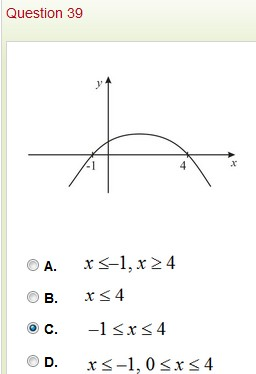 Question 39
y
-1 4 x
A. x ≤ –1, x ≥ 4
B. x ≤ 4
C. –1 ≤ x ≤ 4
D. x ≤ –1, 0 ≤ x ≤ 4